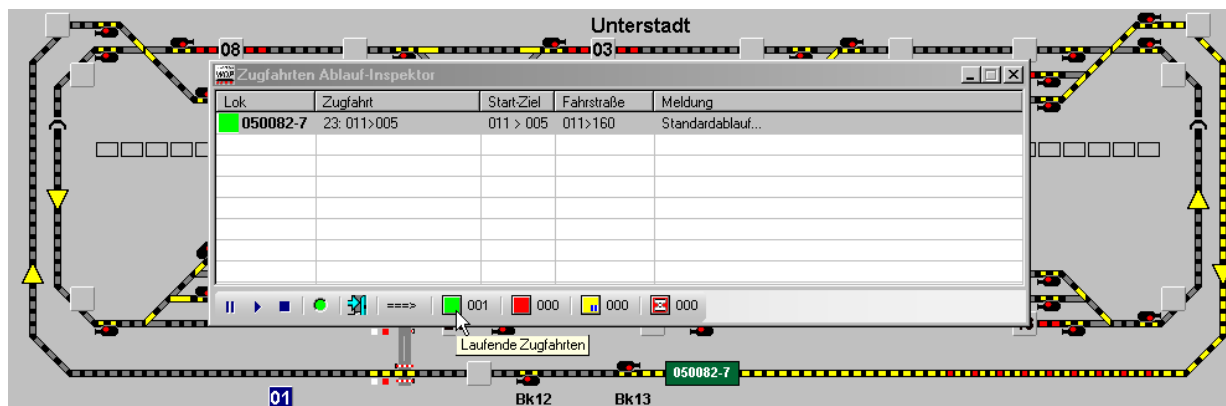 Unterstadt
08
03
Zugfahrten Ablauf-Inspektor
Lok Zugfahrt Start-Ziel Fahrstraße Meldung
050082-7 23: 011>005 011 > 005 011>160 Standardablauf...
===> 001 000 000 000
Laufende Zugfahrten
050082-7
01
Bk12
Bk13